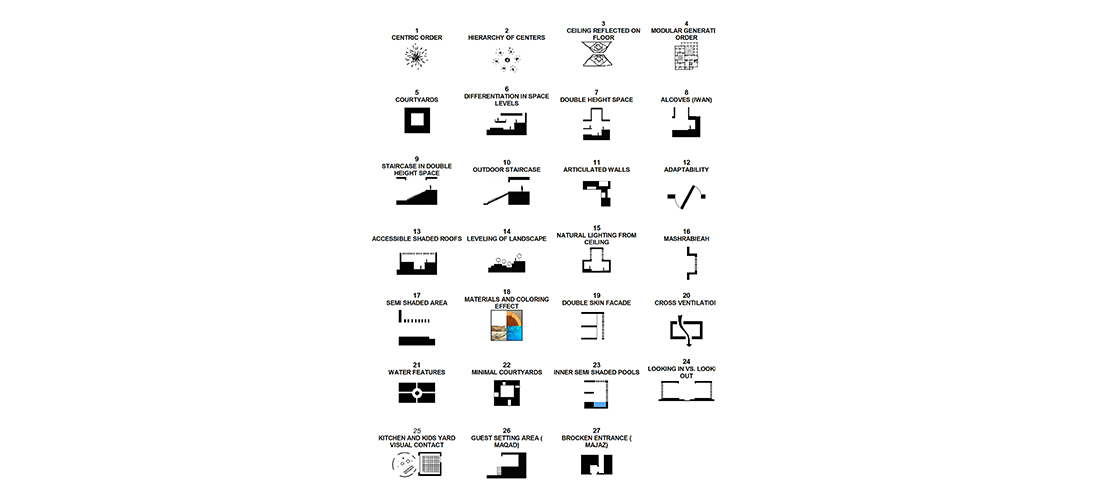 1
CENTRIC ORDER
2
HIERARCHY OF CENTERS
3
CEILING REFLECTED ON
FLOOR
4
MODULAR GENERATI
ORDER
5
COURTYARDS
6
DIFFERENTIATION IN SPACE
LEVELS
7
DOUBLE HEIGHT SPACE
8
ALCOVES (IWAN)
9
STAIRCASE IN DOUBLE
HEIGHT SPACE
10
OUTDOOR STAIRCASE
11
ARTICULATED WALLS
12
ADAPTABILITY
13
ACCESSIBLE SHADED ROOFS
14
LEVELING OF LANDSCAPE
15
NATURAL LIGHTING FROM
CEILING
16
MASHRABIEAH
17
SEMI SHADED AREA
18
MATERIALS AND COLORING
EFFECT
19
DOUBLE SKIN FACADE
20
CROSS VENTILATIO
21
WATER FEATURES
22
MINIMAL COURTYARDS
23
INNER SEMI SHADED POOLS
24
LOOKING IN VS. LOOKI
OUT
25
KITCHEN AND KIDS YARD
VISUAL CONTACT
26
GUEST SETTING AREA (
MAQAD)
27
BROCKEN ENTRANCE (
MAJAZ)